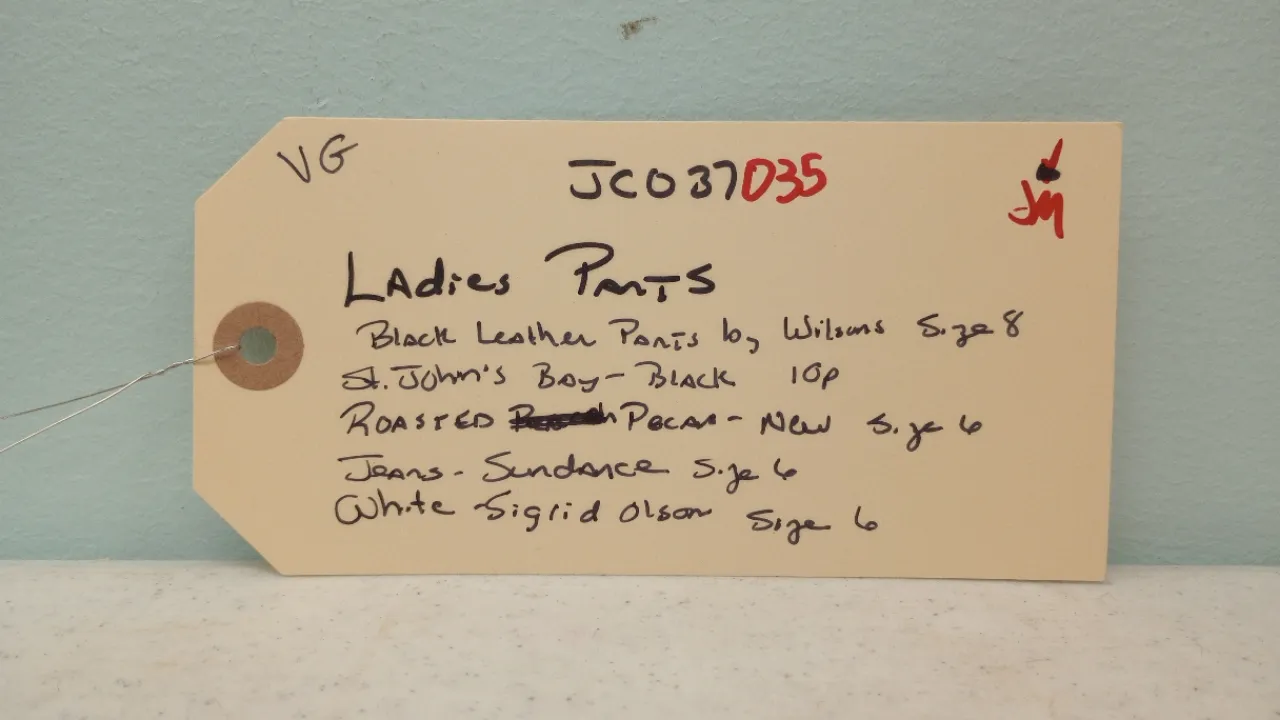 VG
JC037035
JM
Ladies Pants
Black Leather Pants by Wilsons Size 8
St. John's Bay - Black 10p
Roasted Pecan - New Size 6
Jeans - Sundance Size 6
White Sigrid Olson Size 6